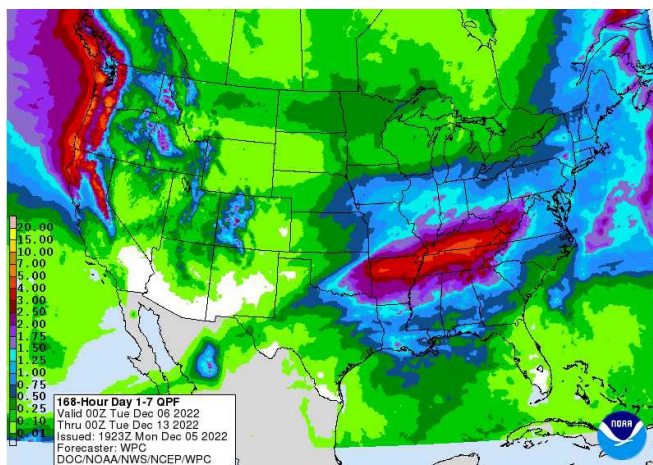 20.00
15.00
10.00
7.00
5.00
4.00
3.00
2.50
2.00
1.75
1.50
1.25
1.00
0.75
0.50
0.25
0.10
0.01
168-Hour Day 1-7 QPF
Valid 00Z Tue Dec 06 2022
Thru 00Z Tue Dec 13 2022
Issued: 1923Z Mon Dec 05 2022
Forecaster: WPC
DOC/NOAA/NWS/NCEP/WPC
NOAA